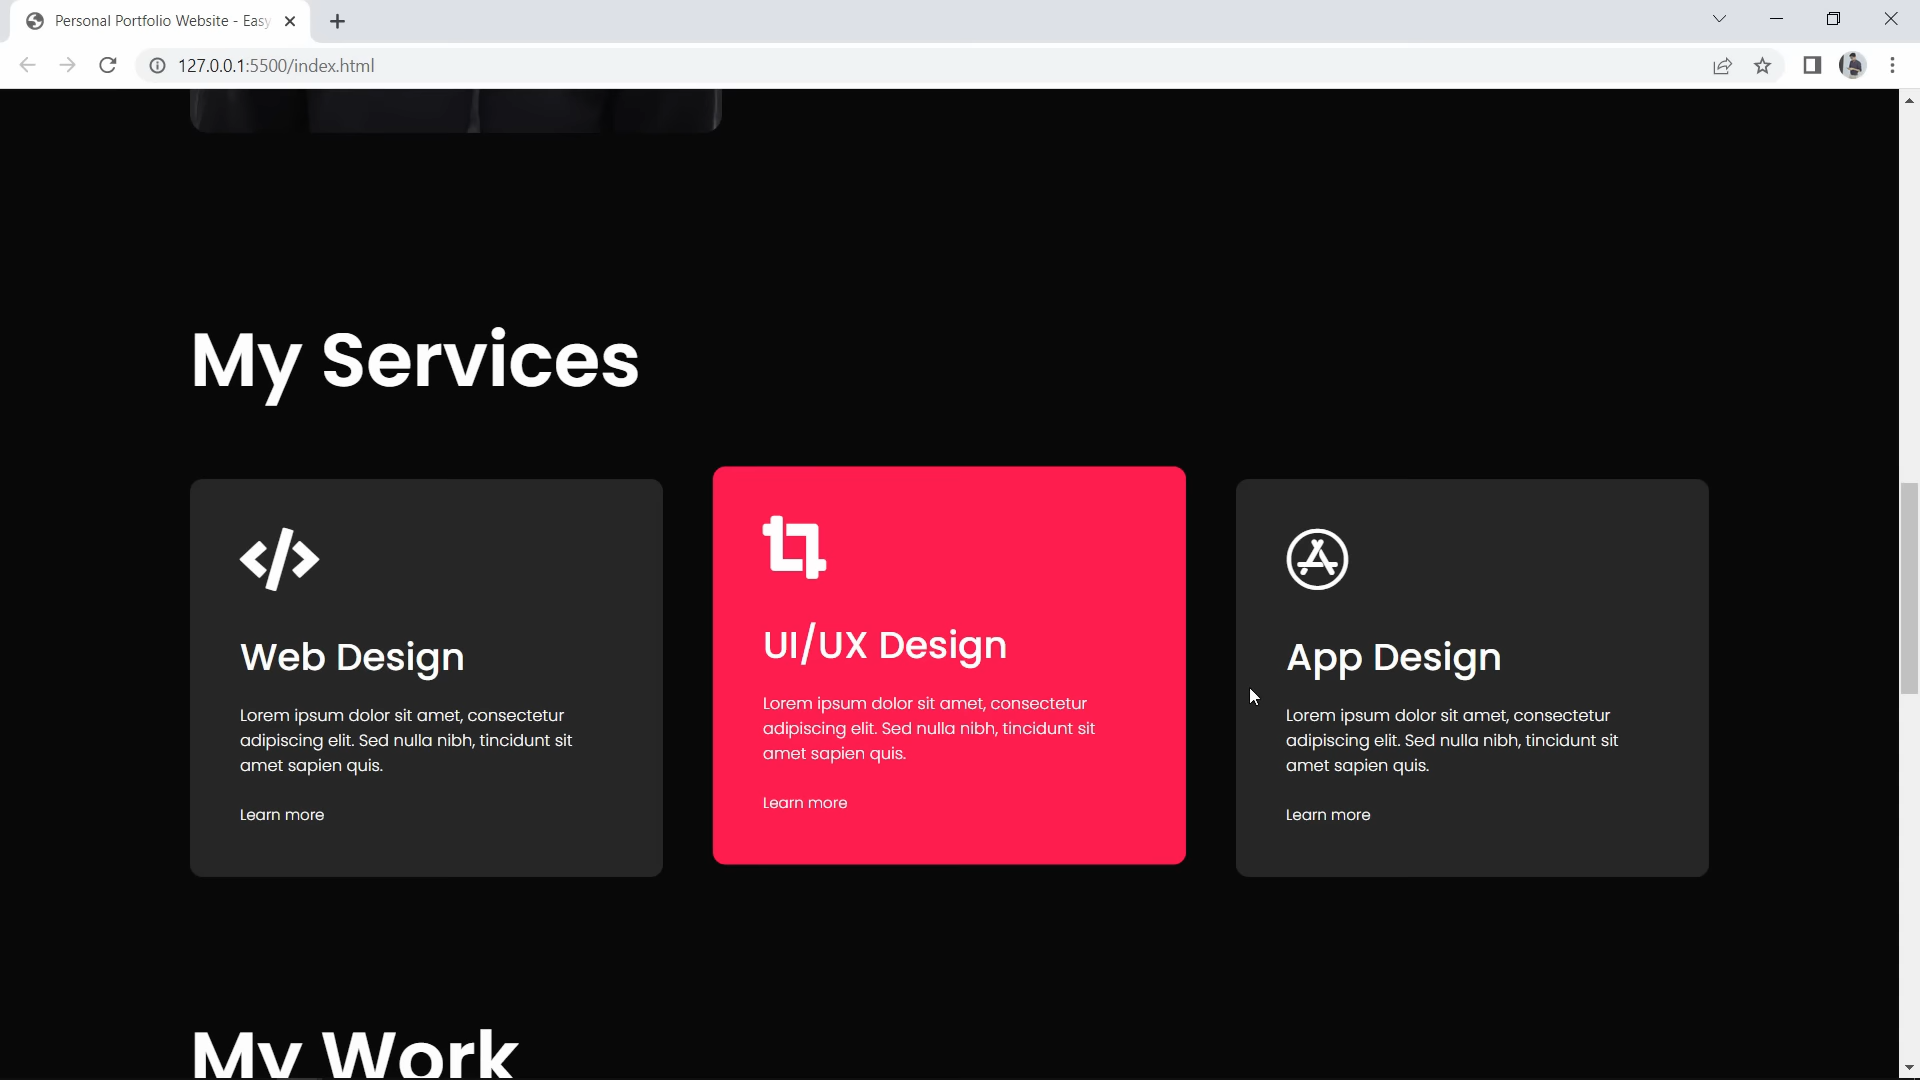 Personal Portfolio Website - Easy
127.0.0.1:5500/index.html
My Services
Web Design
Lorem ipsum dolor sit amet, consectetur
adipiscing elit. Sed nulla nibh, tincidunt sit
amet sapien quis.
Learn more
UI/UX Design
Lorem ipsum dolor sit amet, consectetur
adipiscing elit. Sed nulla nibh, tincidunt sit
amet sapien quis.
Learn more
App Design
Lorem ipsum dolor sit amet, consectetur
adipiscing elit. Sed nulla nibh, tincidunt sit
amet sapien quis.
Learn more
My Work